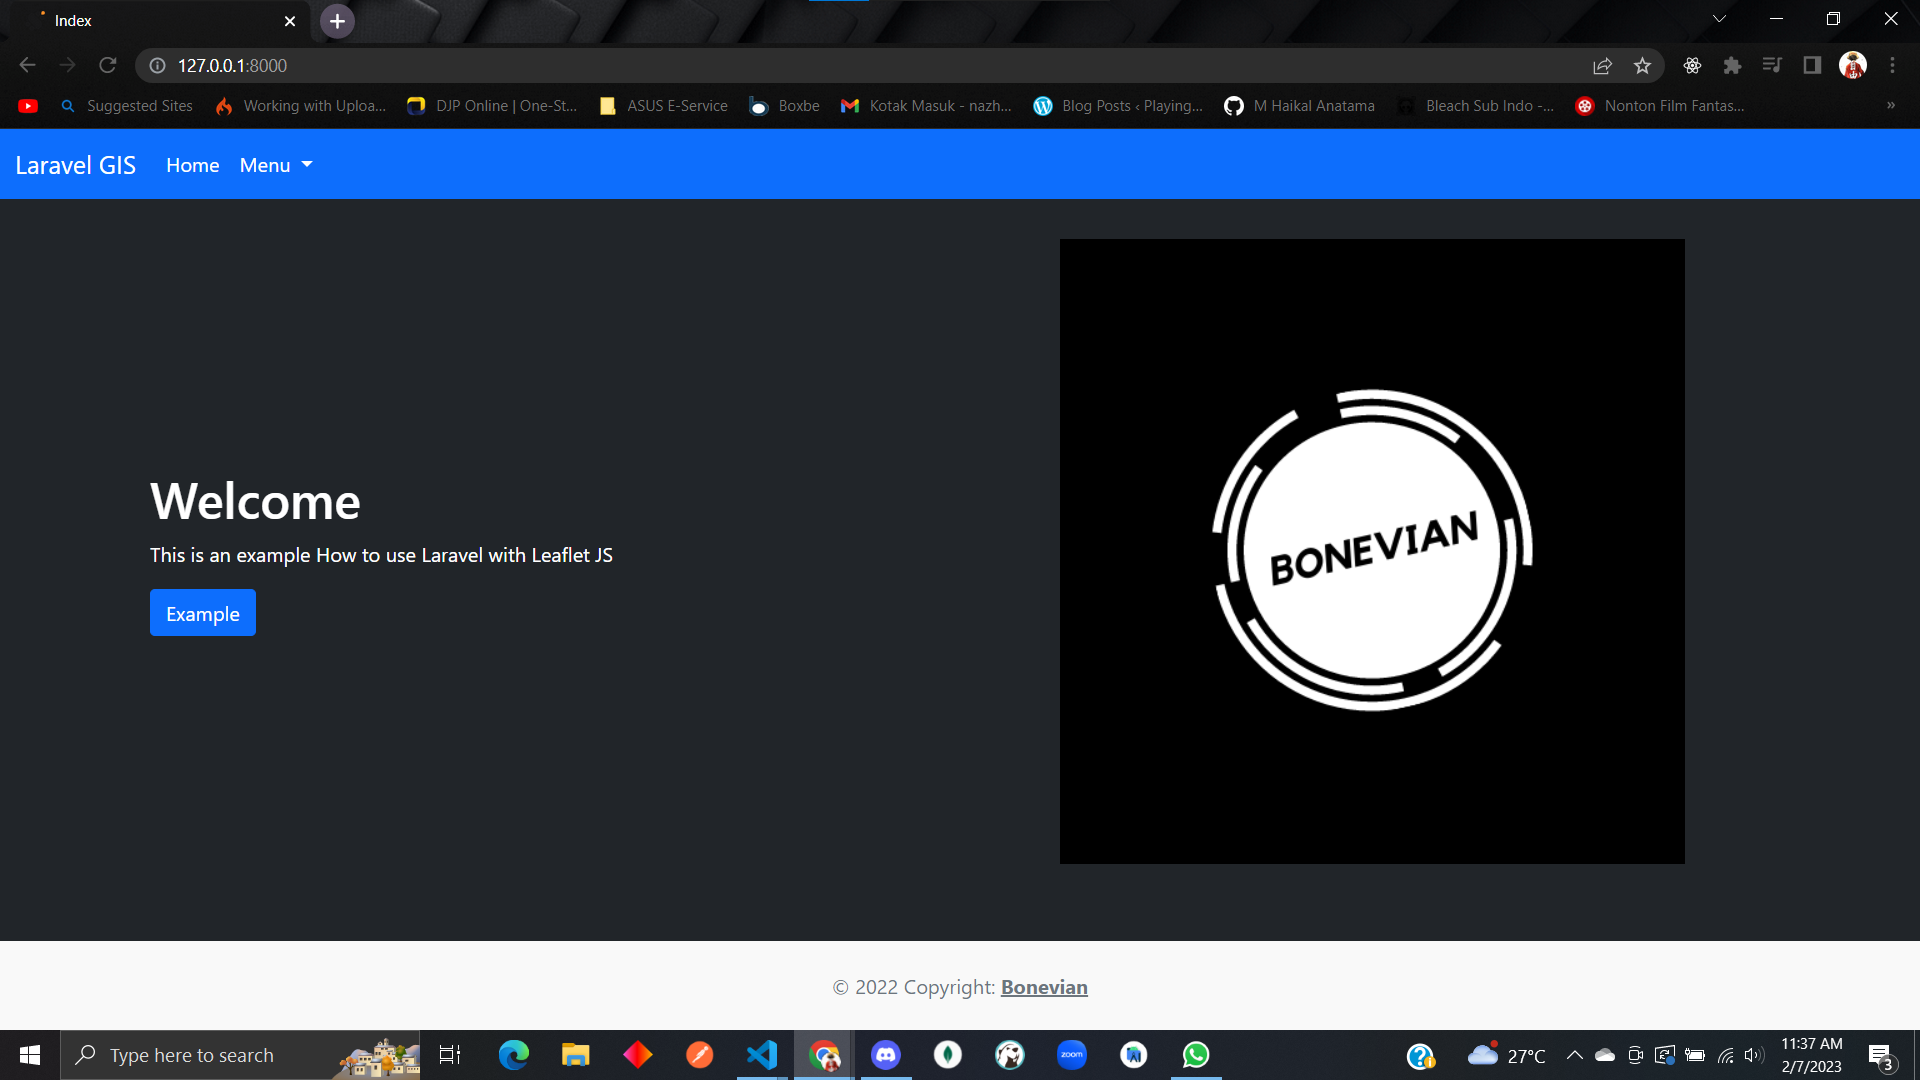 Index
127.0.0.1:8000
Suggested Sites
Working with Uploa...
DJP Online | One-St...
ASUS E-Service
Boxbe
Kotak Masuk - nazh...
Blog Posts ‹ Playing...
M Haikal Anatama
Bleach Sub Indo -...
Nonton Film Fantas...
»
Laravel GIS
Home
Menu
Welcome
This is an example How to use Laravel with Leaflet JS
Example
BONEVIAN
© 2022 Copyright: Bonevian
Type here to search
zoom
27°C
11:37 AM
2/7/2023
3